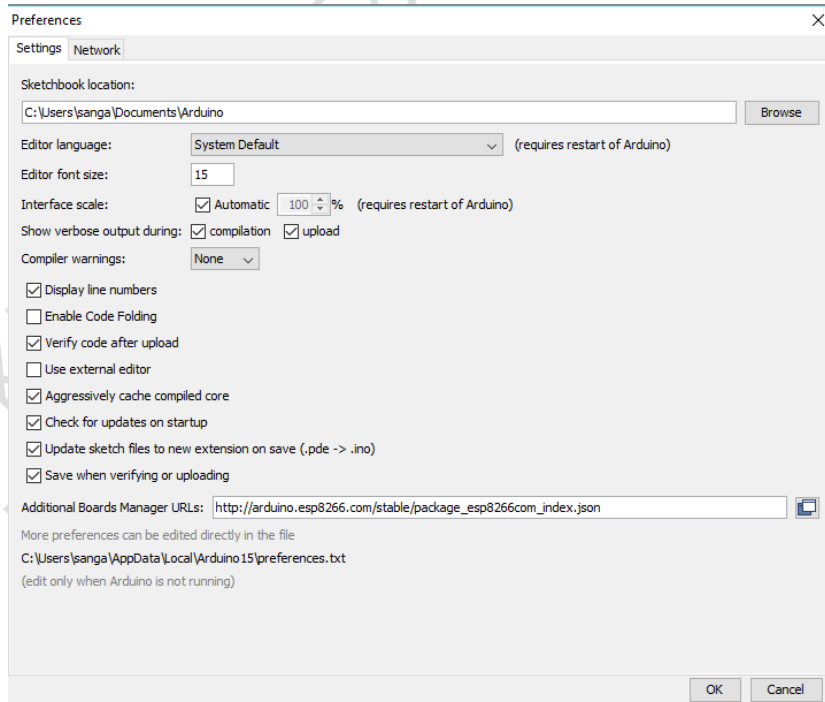 Preferences
Settings Network
Sketchbook location:
C:\Users\sanga\Documents\Arduino Browse
Editor language: System Default (requires restart of Arduino)
Editor font size: 15
Interface scale: Automatic 100 % (requires restart of Arduino)
Show verbose output during: compilation upload
Compiler warnings: None
Display line numbers
Enable Code Folding
Verify code after upload
Use external editor
Aggressively cache compiled core
Check for updates on startup
Update sketch files to new extension on save (.pde -> .ino)
Save when verifying or uploading
Additional Boards Manager URLs: http://arduino.esp8266.com/stable/package_esp8266com_index.json
More preferences can be edited directly in the file
C:\Users\sanga\AppData\Local\Arduino15\preferences.txt
(edit only when Arduino is not running)
OK Cancel